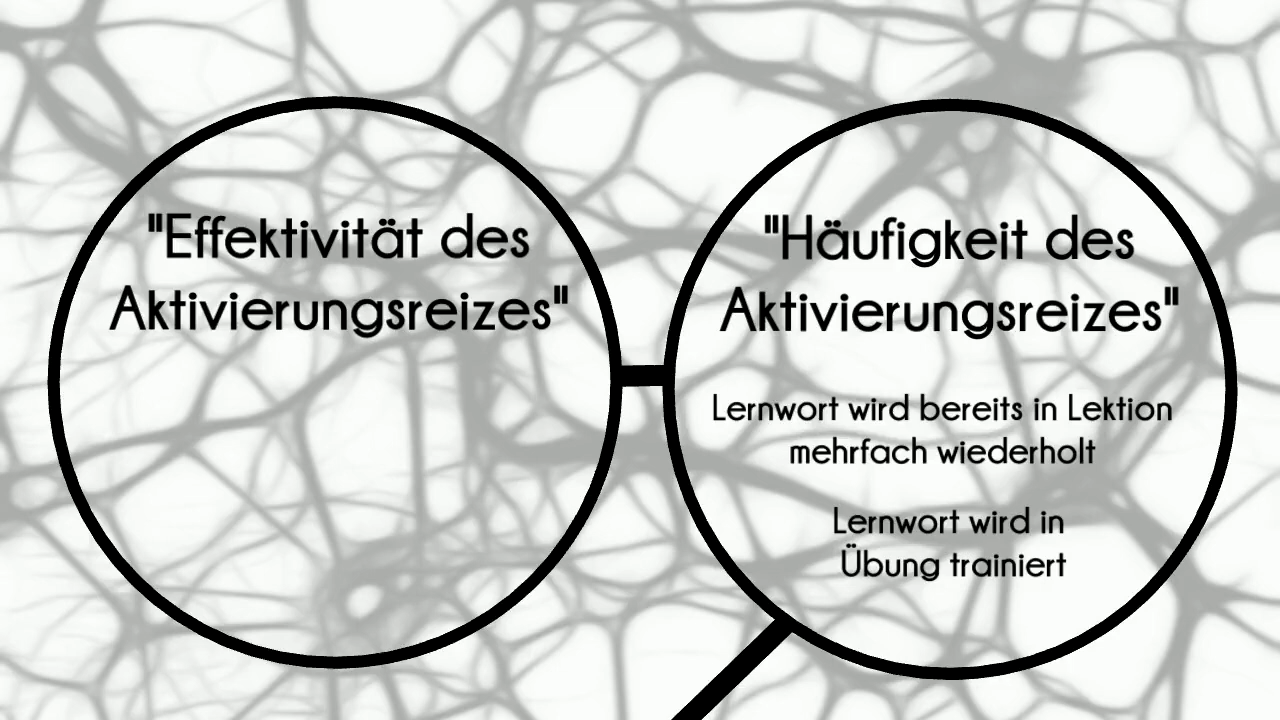 "Effektivität des
Aktivierungsreizes"
"Häufigkeit des
Aktivierungsreizes"
Lernwort wird bereits in Lektion
mehrfach wiederholt
Lernwort wird in
Übung trainiert